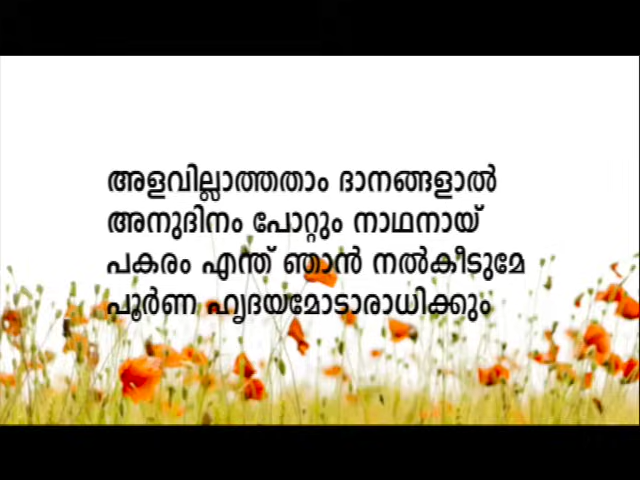 അളവില്ലാത്തതാം ദാനങ്ങളാൽ
അനുദിനം പോറ്റും നാഥനായ്
പകരം എന്ത് ഞാൻ നൽകീടുമേ
പൂർണ ഹൃദയമോടാരാധിക്കും